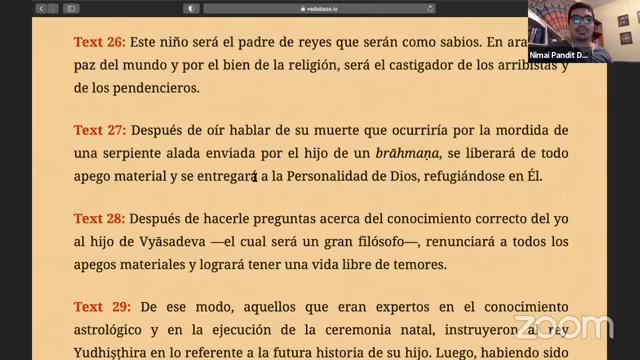 vedabase.io
Nimai Pandit D...
Text 26: Este niño será el padre de reyes que serán como sabios. En
paz del mundo y por el bien de la religión, será el castigador de los arribistas y
de los pendencieros.
Text 27: Después de oír hablar de su muerte que ocurriría por la mordida de
una serpiente alada enviada por el hijo de un brāhmaṇa, se liberará de todo
apego material y se entregará a la Personalidad de Dios, refugiándose en Él.
Text 28: Después de hacerle preguntas acerca del conocimiento correcto del yo
al hijo de Vyāsadeva —el cual será un gran filósofo—, renunciará a todos los
apegos materiales y logrará tener una vida libre de temores.
Text 29: De ese modo, aquellos que eran expertos en el conocimiento
astrológico y en la ejecución de la ceremonia natal, instruyeron al rey
Yudhiṣṭhira en lo referente a la futura historia de su hijo. Luego, habiendo sido
zoom